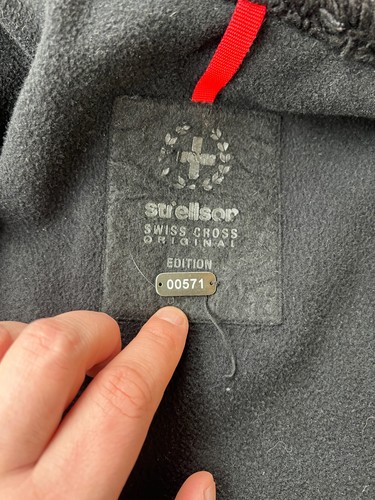 strellson
SWISS CROSS
ORIGINAL
EDITION
00571